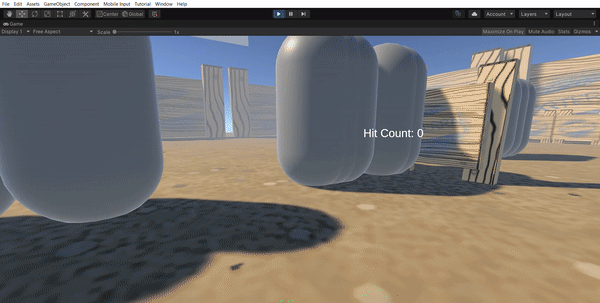 File Edit Assets GameObject Component Mobile Input Tutorial Window Help
Center Global Account Layers Layout
Game
Display 1 Free Aspect Scale 1x Maximize On Play Mute Audio Stats Gizmos
Hit Count: 0